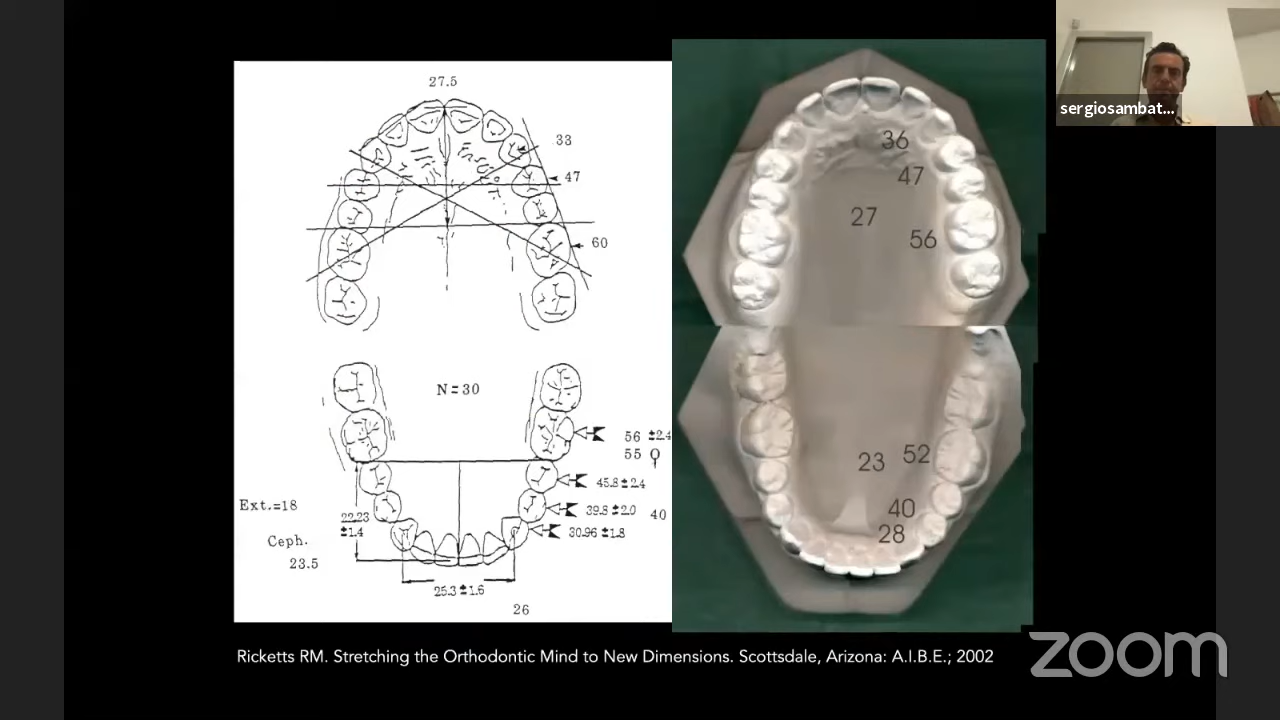 sergiosambat...
27.5
33
47
60
N = 30
56 ±2.4
55 ♀
45.8 ± 2.4
39.8 ± 2.0
40
30.96 ± 1.8
Ext.=18
22.23
±1.4
Ceph.
23.5
25.3 ± 1.6
26
36
47
27
56
23
52
40
28
Ricketts RM. Stretching the Orthodontic Mind to New Dimensions. Scottsdale, Arizona: A.I.B.E.; 2002
zoom